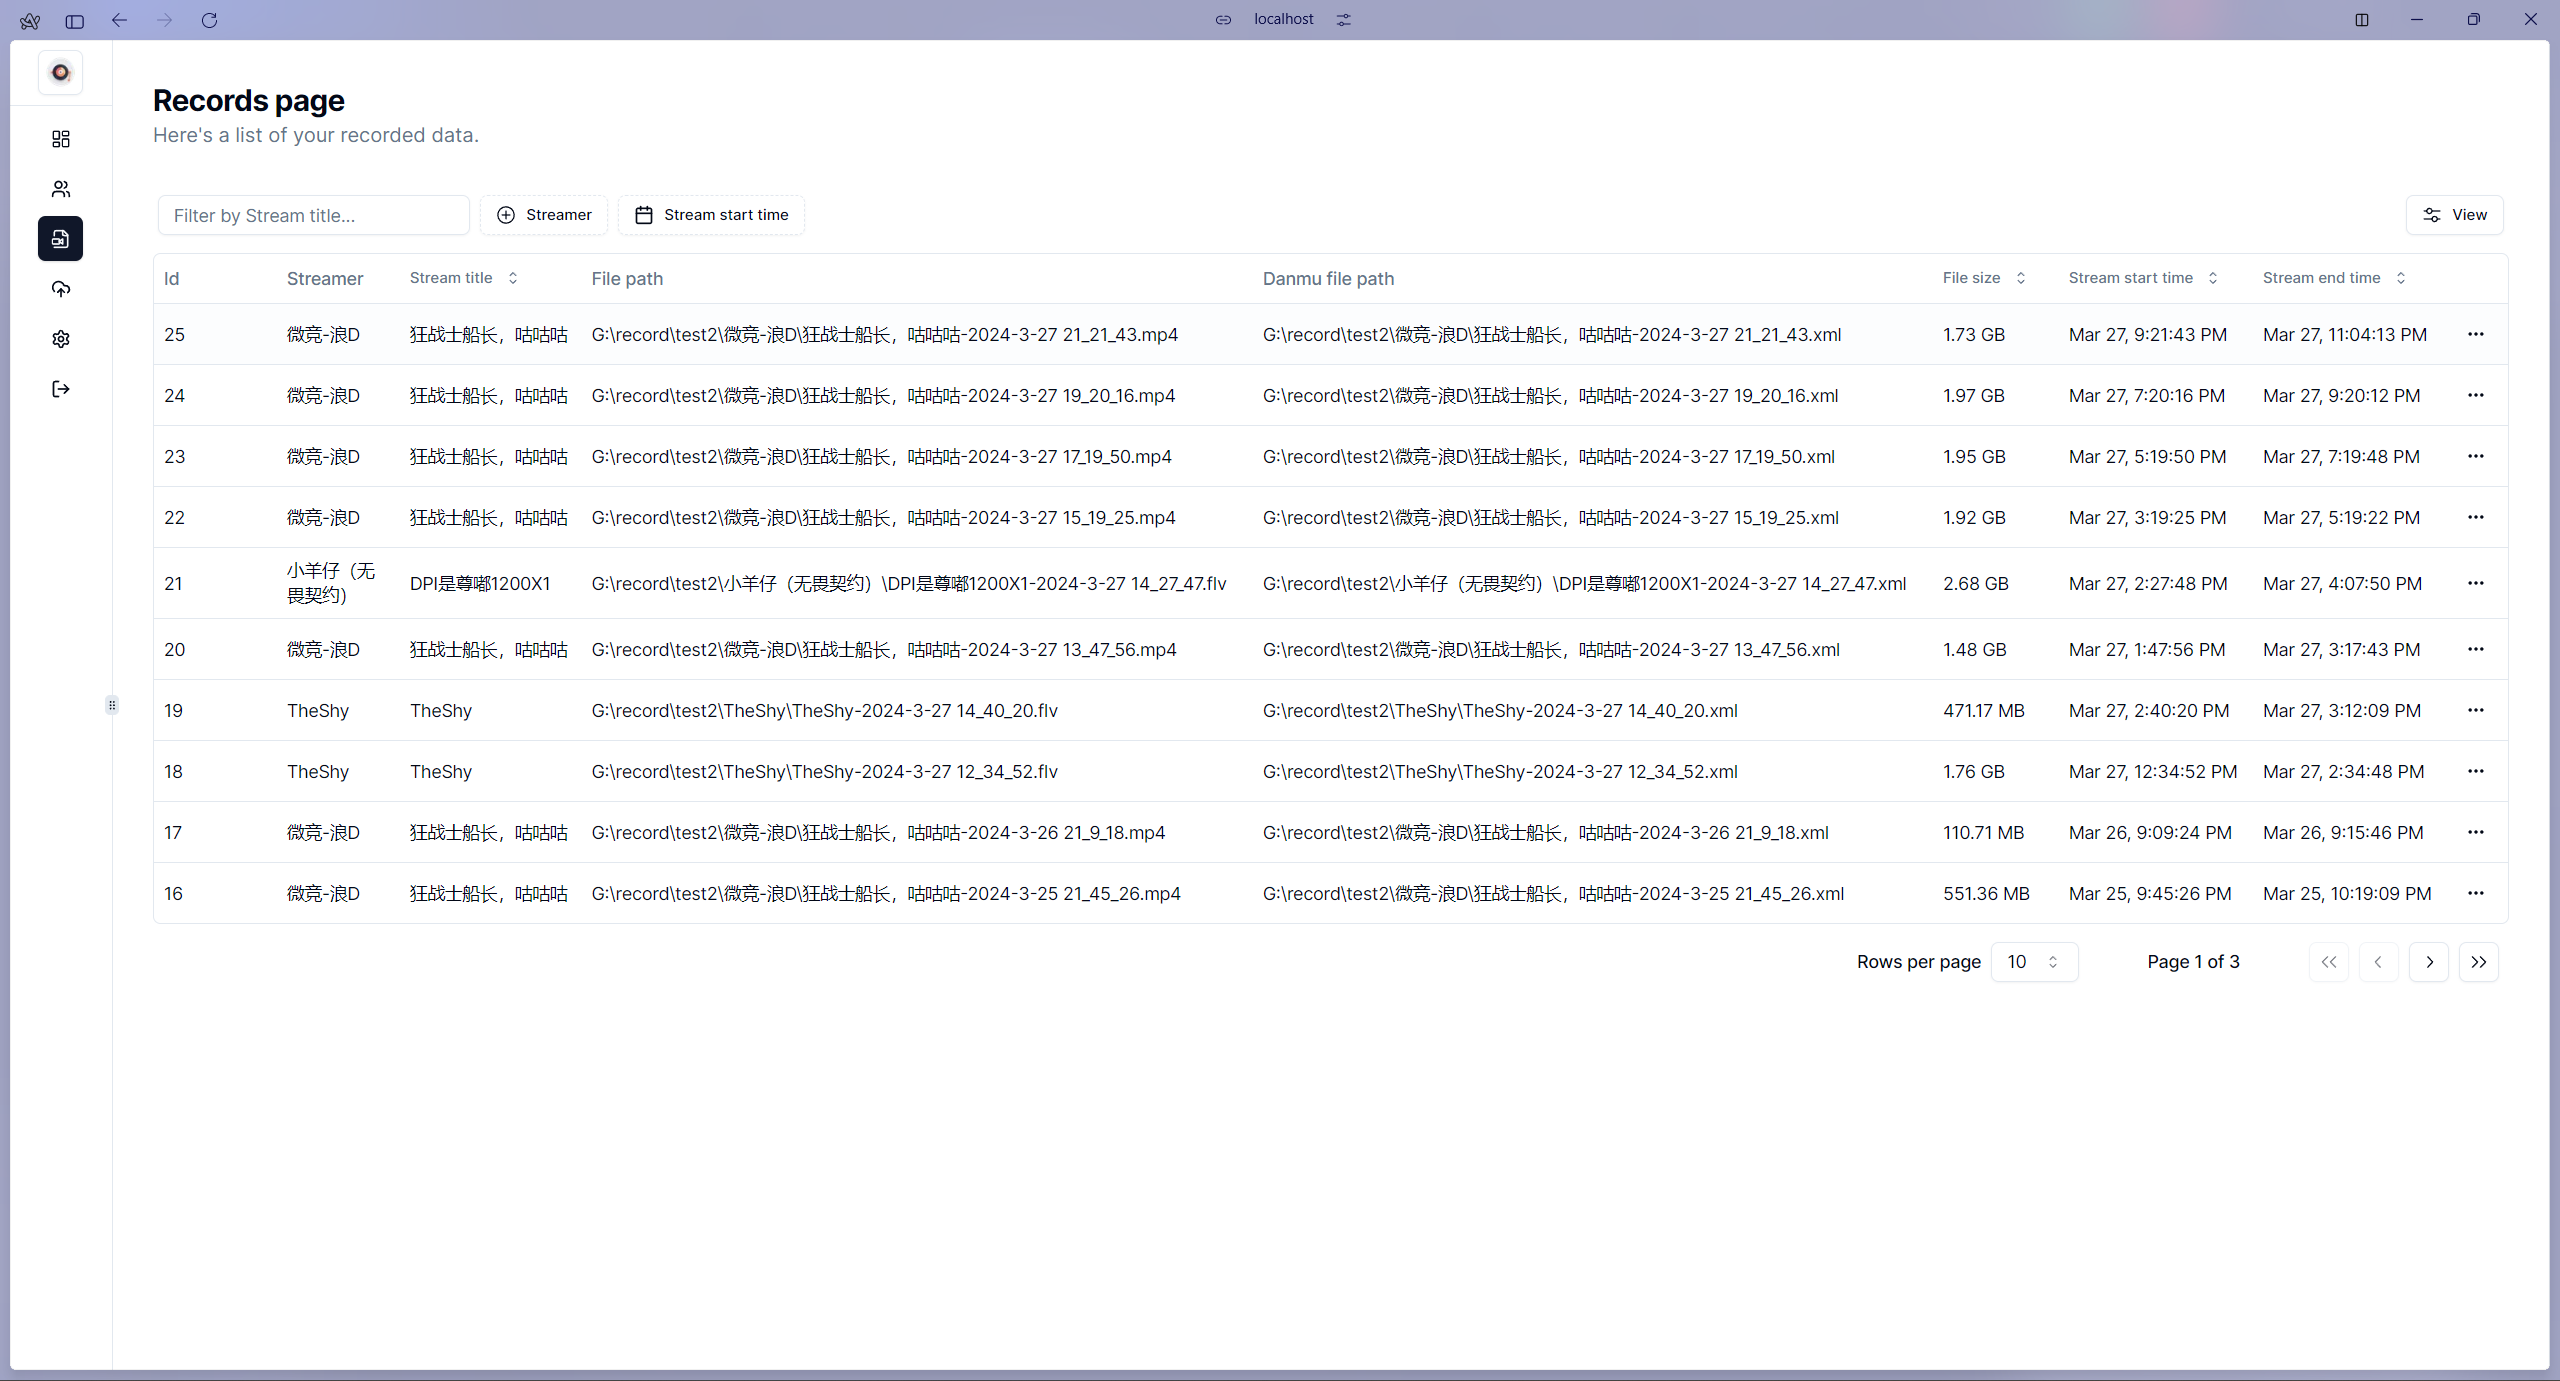 localhost
Records page
Here's a list of your recorded data.
Filter by Stream title...
Streamer
Stream start time
View
Id Streamer Stream title File path Danmu file path File size Stream start time Stream end time
25 微竞-浪D 狂战士船长，咕咕咕 G:\record\test2\微竞-浪D\狂战士船长，咕咕咕-2024-3-27 21_21_43.mp4 G:\record\test2\微竞-浪D\狂战士船长，咕咕咕-2024-3-27 21_21_43.xml 1.73 GB Mar 27, 9:21:43 PM Mar 27, 11:04:13 PM
24 微竞-浪D 狂战士船长，咕咕咕 G:\record\test2\微竞-浪D\狂战士船长，咕咕咕-2024-3-27 19_20_16.mp4 G:\record\test2\微竞-浪D\狂战士船长，咕咕咕-2024-3-27 19_20_16.xml 1.97 GB Mar 27, 7:20:16 PM Mar 27, 9:20:12 PM
23 微竞-浪D 狂战士船长，咕咕咕 G:\record\test2\微竞-浪D\狂战士船长，咕咕咕-2024-3-27 17_19_50.mp4 G:\record\test2\微竞-浪D\狂战士船长，咕咕咕-2024-3-27 17_19_50.xml 1.95 GB Mar 27, 5:19:50 PM Mar 27, 7:19:48 PM
22 微竞-浪D 狂战士船长，咕咕咕 G:\record\test2\微竞-浪D\狂战士船长，咕咕咕-2024-3-27 15_19_25.mp4 G:\record\test2\微竞-浪D\狂战士船长，咕咕咕-2024-3-27 15_19_25.xml 1.92 GB Mar 27, 3:19:25 PM Mar 27, 5:19:22 PM
21 小羊仔（无畏契约） DPI是尊嘟1200X1 G:\record\test2\小羊仔（无畏契约）\DPI是尊嘟1200X1-2024-3-27 14_27_47.flv G:\record\test2\小羊仔（无畏契约）\DPI是尊嘟1200X1-2024-3-27 14_27_47.xml 2.68 GB Mar 27, 2:27:48 PM Mar 27, 4:07:50 PM
20 微竞-浪D 狂战士船长，咕咕咕 G:\record\test2\微竞-浪D\狂战士船长，咕咕咕-2024-3-27 13_47_56.mp4 G:\record\test2\微竞-浪D\狂战士船长，咕咕咕-2024-3-27 13_47_56.xml 1.48 GB Mar 27, 1:47:56 PM Mar 27, 3:17:43 PM
19 TheShy TheShy G:\record\test2\TheShy\TheShy-2024-3-27 14_40_20.flv G:\record\test2\TheShy\TheShy-2024-3-27 14_40_20.xml 471.17 MB Mar 27, 2:40:20 PM Mar 27, 3:12:09 PM
18 TheShy TheShy G:\record\test2\TheShy\TheShy-2024-3-27 12_34_52.flv G:\record\test2\TheShy\TheShy-2024-3-27 12_34_52.xml 1.76 GB Mar 27, 12:34:52 PM Mar 27, 2:34:48 PM
17 微竞-浪D 狂战士船长，咕咕咕 G:\record\test2\微竞-浪D\狂战士船长，咕咕咕-2024-3-26 21_9_18.mp4 G:\record\test2\微竞-浪D\狂战士船长，咕咕咕-2024-3-26 21_9_18.xml 110.71 MB Mar 26, 9:09:24 PM Mar 26, 9:15:46 PM
16 微竞-浪D 狂战士船长，咕咕咕 G:\record\test2\微竞-浪D\狂战士船长，咕咕咕-2024-3-25 21_45_26.mp4 G:\record\test2\微竞-浪D\狂战士船长，咕咕咕-2024-3-25 21_45_26.xml 551.36 MB Mar 25, 9:45:26 PM Mar 25, 10:19:09 PM
Rows per page 10 Page 1 of 3